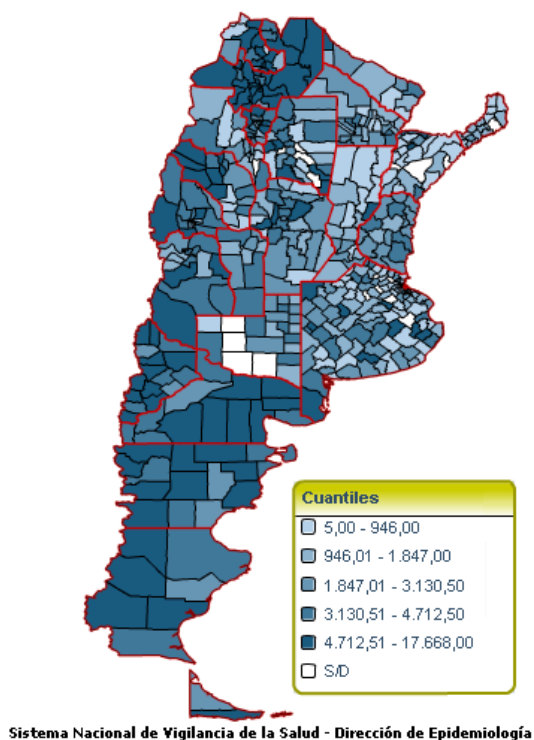 Cuantiles
5,00 - 946,00
946,01 - 1.847,00
1.847,01 - 3.130,50
3.130,51 - 4.712,50
4.712,51 - 17.668,00
S/D
Sistema Nacional de Vigilancia de la Salud - Dirección de Epidemiología